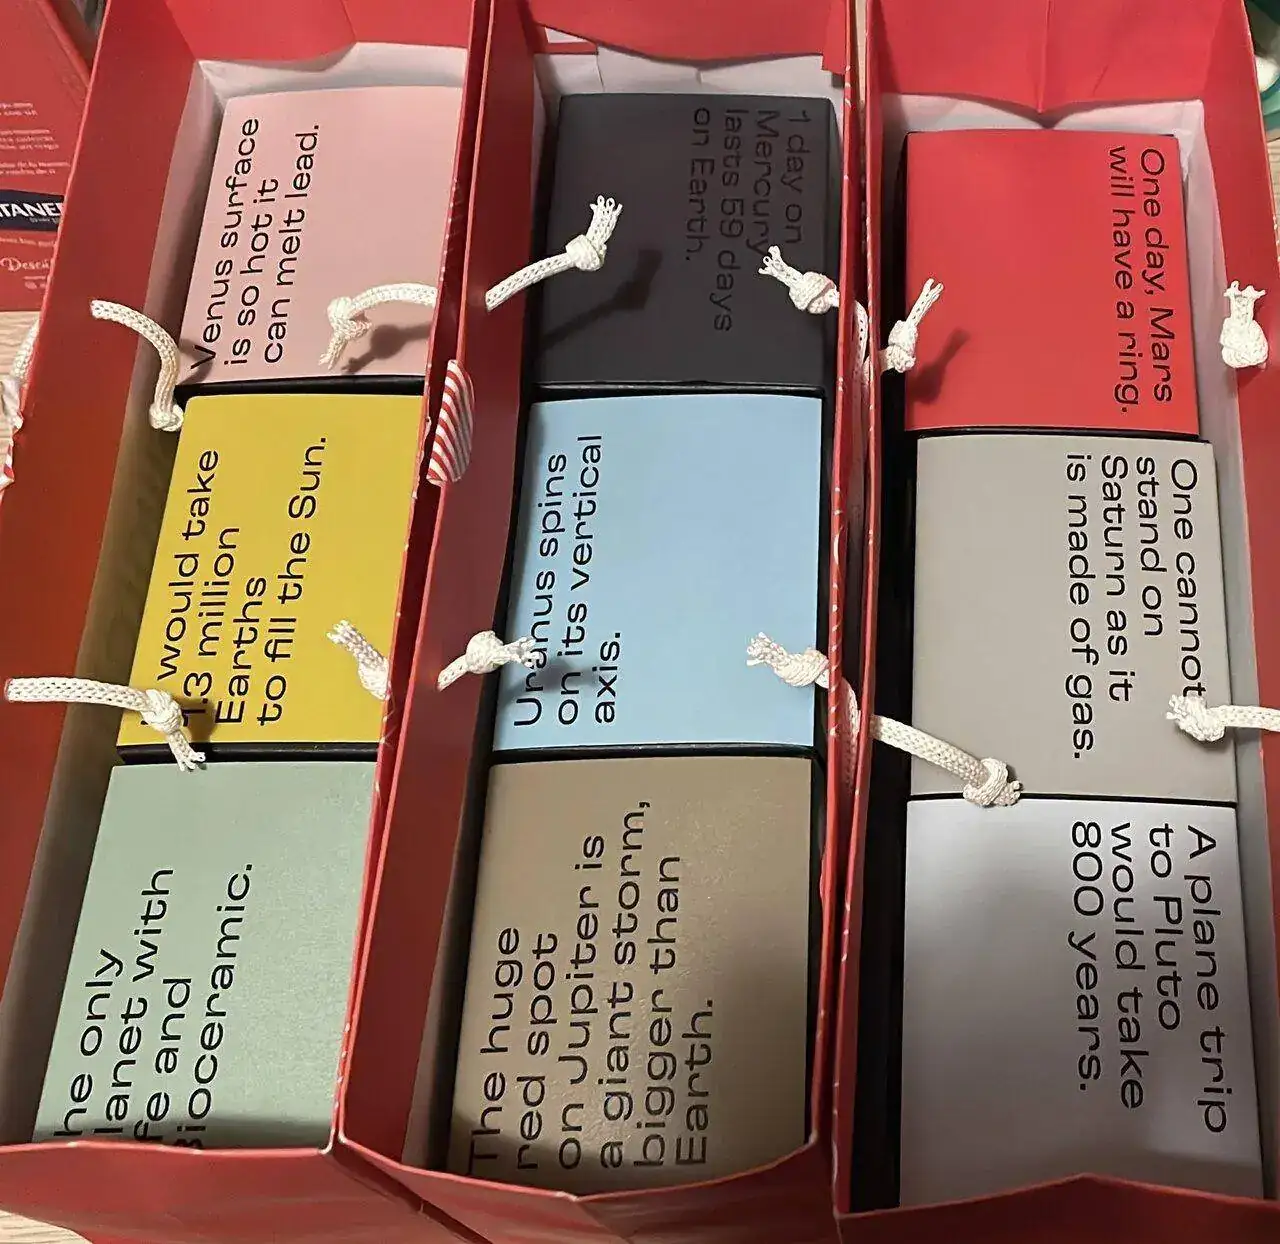 Venus surface
is so hot it
can melt lead.
would take
1.3 million
Earths
to fill the Sun.
he only
lanet with
fe and
Bioceramic.
1 day on
Mercury
lasts 59 days
on Earth.
Uranus spins
on its vertical
axis.
The huge
red spot
on Jupiter is
a giant storm,
bigger than
Earth.
One day, Mars
will have a ring.
One cannot
stand on
Saturn as it
is made of gas.
A plane trip
to Pluto
would take
800 years.
TANE